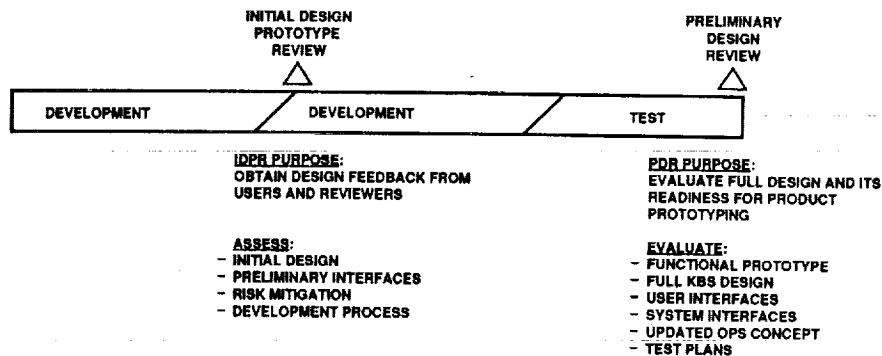 INITIAL DESIGN
PROTOTYPE
REVIEW
PRELIMINARY
DESIGN
REVIEW
DEVELOPMENT
DEVELOPMENT
TEST
IDPR PURPOSE:
OBTAIN DESIGN FEEDBACK FROM
USERS AND REVIEWERS
ASSESS:
- INITIAL DESIGN
- PRELIMINARY INTERFACES
- RISK MITIGATION
- DEVELOPMENT PROCESS
PDR PURPOSE:
EVALUATE FULL DESIGN AND ITS
READINESS FOR PRODUCT
PROTOTYPING
EVALUATE:
- FUNCTIONAL PROTOTYPE
- FULL KBS DESIGN
- USER INTERFACES
- SYSTEM INTERFACES
- UPDATED OPS CONCEPT
- TEST PLANS